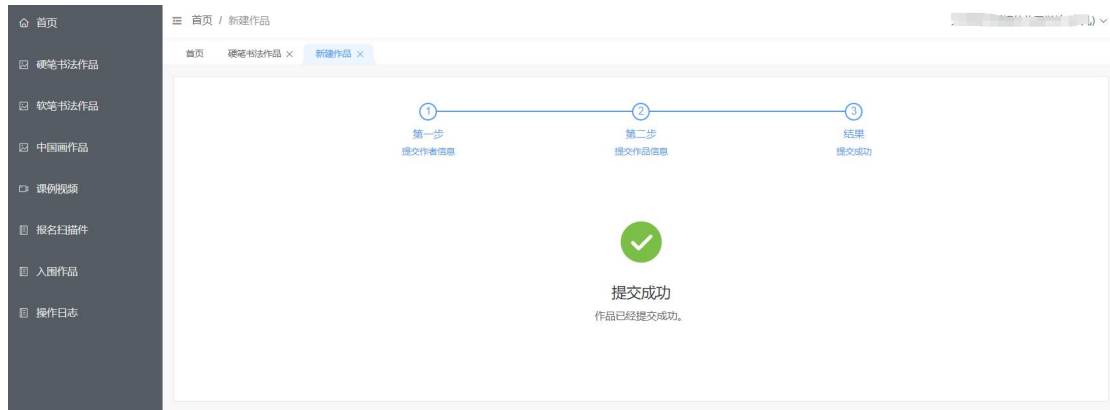 首页
硬笔书法作品
软笔书法作品
中国画作品
课例视频
报名扫描件
入围作品
操作日志
首页 / 新建作品
首页 硬笔书法作品 × 新建作品 ×
1 2 3
第一步 第二步 结果
提交作者信息 提交作品信息 提交成功
提交成功
作品已经提交成功。